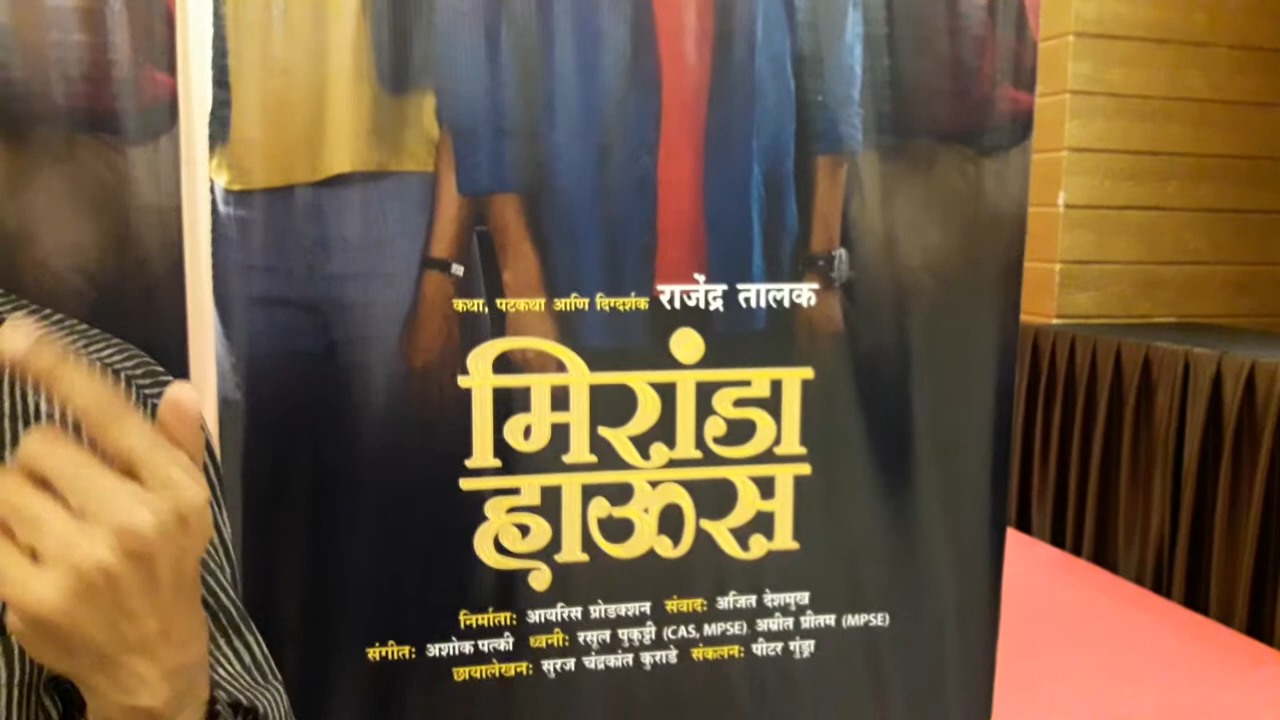 कथा, पटकथा आणि दिग्दर्शक राजेंद्र तालक
मिरांडा
हाऊस
निर्माता: आयरिस प्रोडक्शन संवाद: अजित देशमुख
संगीत: अशोक पत्की ध्वनी: रसूल पुकुट्टी (CAS, MPSE). अम्रीत प्रीतम (MPSE)
छायालेखन: सुरज चंद्रकांत कुराडे संकलन: पीटर गुंड्रा